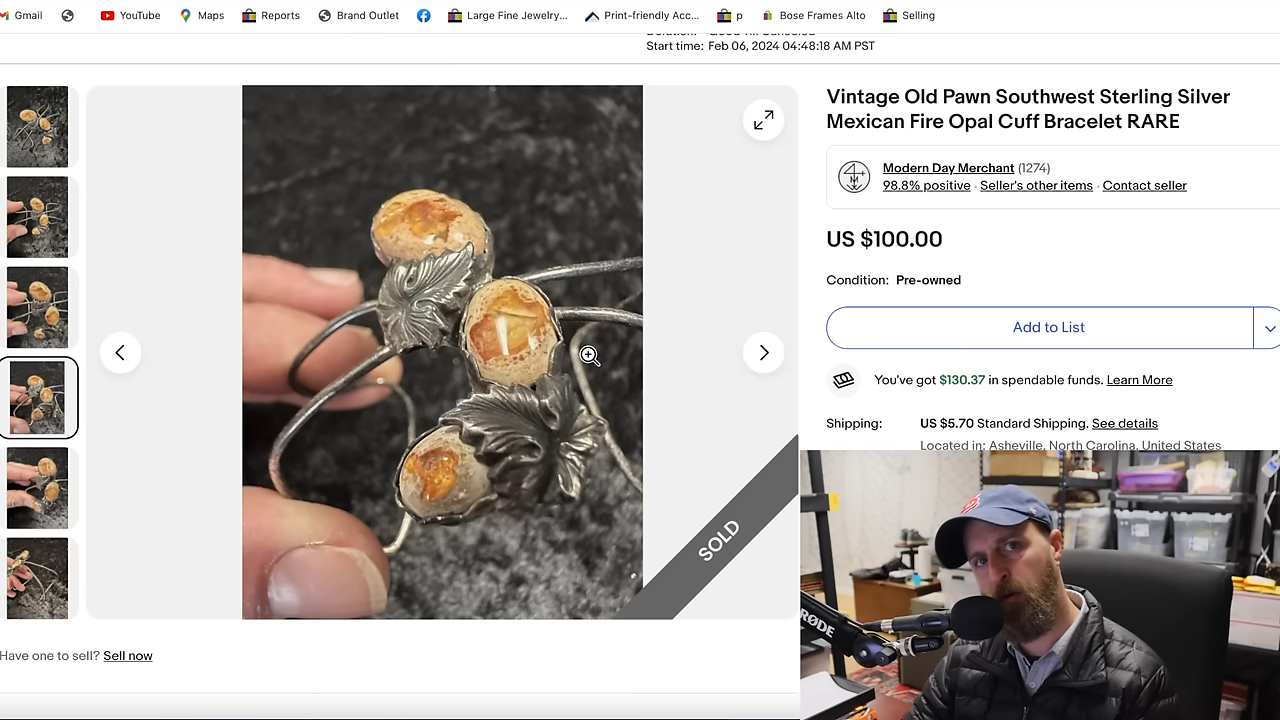 Gmail
YouTube
Maps
Reports
Brand Outlet
Large Fine Jewelry...
Print-friendly Acc...
p
Bose Frames Alto
Selling
Duration: Good 'Til Canceled
Start time: Feb 06, 2024 04:48:18 AM PST
Vintage Old Pawn Southwest Sterling Silver
Mexican Fire Opal Cuff Bracelet RARE
Modern Day Merchant (1274)
98.8% positive · Seller's other items · Contact seller
US $100.00
Condition: Pre-owned
Add to List
You've got $130.37 in spendable funds. Learn More
Shipping: US $5.70 Standard Shipping. See details
Located in: Asheville, North Carolina, United States
SOLD
RØDE
Have one to sell? Sell now